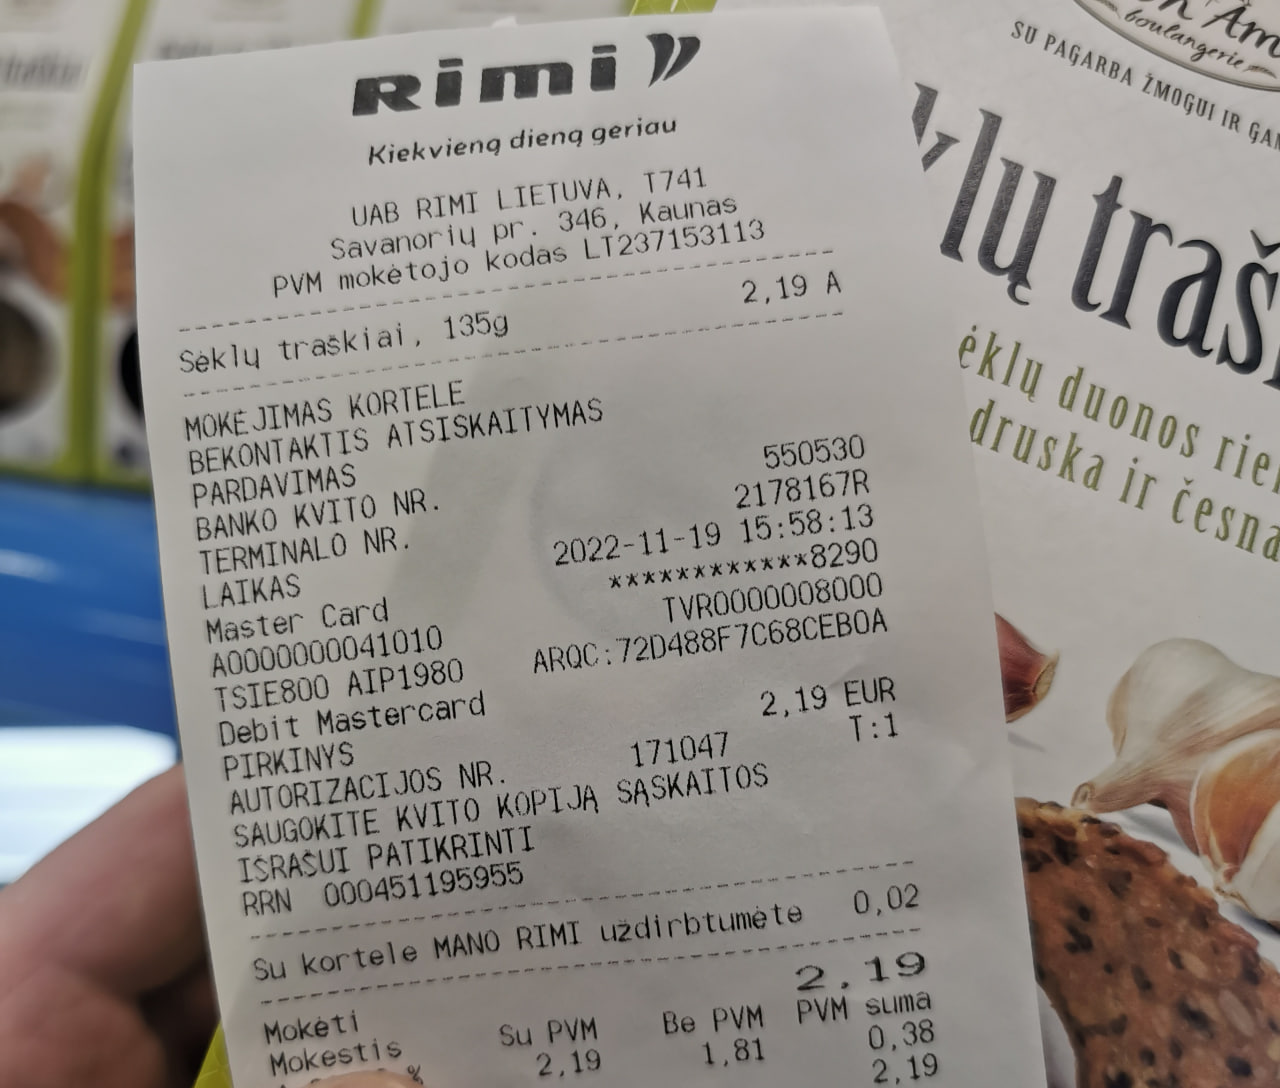 Rimi
Kiekvieną dieną geriau
UAB RIMI LIETUVA, T741
Savanorių pr. 346, Kaunas
PVM mokėtojo kodas LT237153113
Sėklų traškiai, 135g 2,19 A
MOKĖJIMAS KORTELE
BEKONTAKTIS ATSISKAITYMAS
PARDAVIMAS
BANKO KVITO NR. 550530
TERMINALO NR. 2178167R
LAIKAS 2022-11-19 15:58:13
Master Card ************8290
A0000000041010 TVR0000008000
TSIE800 AIP1980 ARQC:72D488F7C68CEB0A
Debit Mastercard
PIRKINYS 2,19 EUR
AUTORIZACIJOS NR. 171047 T:1
SAUGOKITE KVITO KOPIJĄ SĄSKAITOS
IŠRAŠUI PATIKRINTI
RRN 000451195955
Su kortele MANO RIMI uždirbtumėte 0,02
Mokėti 2,19
Mokestis Su PVM Be PVM PVM suma
% 2,19 1,81 0,38
2,19
boulangerie
SU PAGARBA ŽMOGUI IR
klų traš
ėklų duonos
druska ir